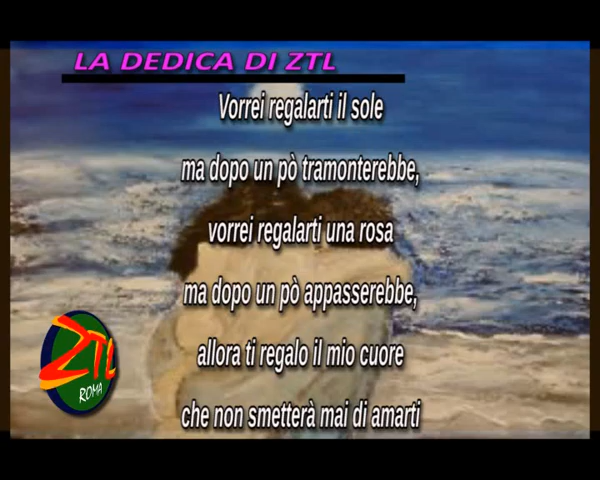 LA DEDICA DI ZTL
Vorrei regalarti il sole
ma dopo un pò tramonterebbe,
vorrei regalarti una rosa
ma dopo un pò appasserebbe,
allora ti regalo il mio cuore
che non smetterà mai di amarti
ZTL
ROMA